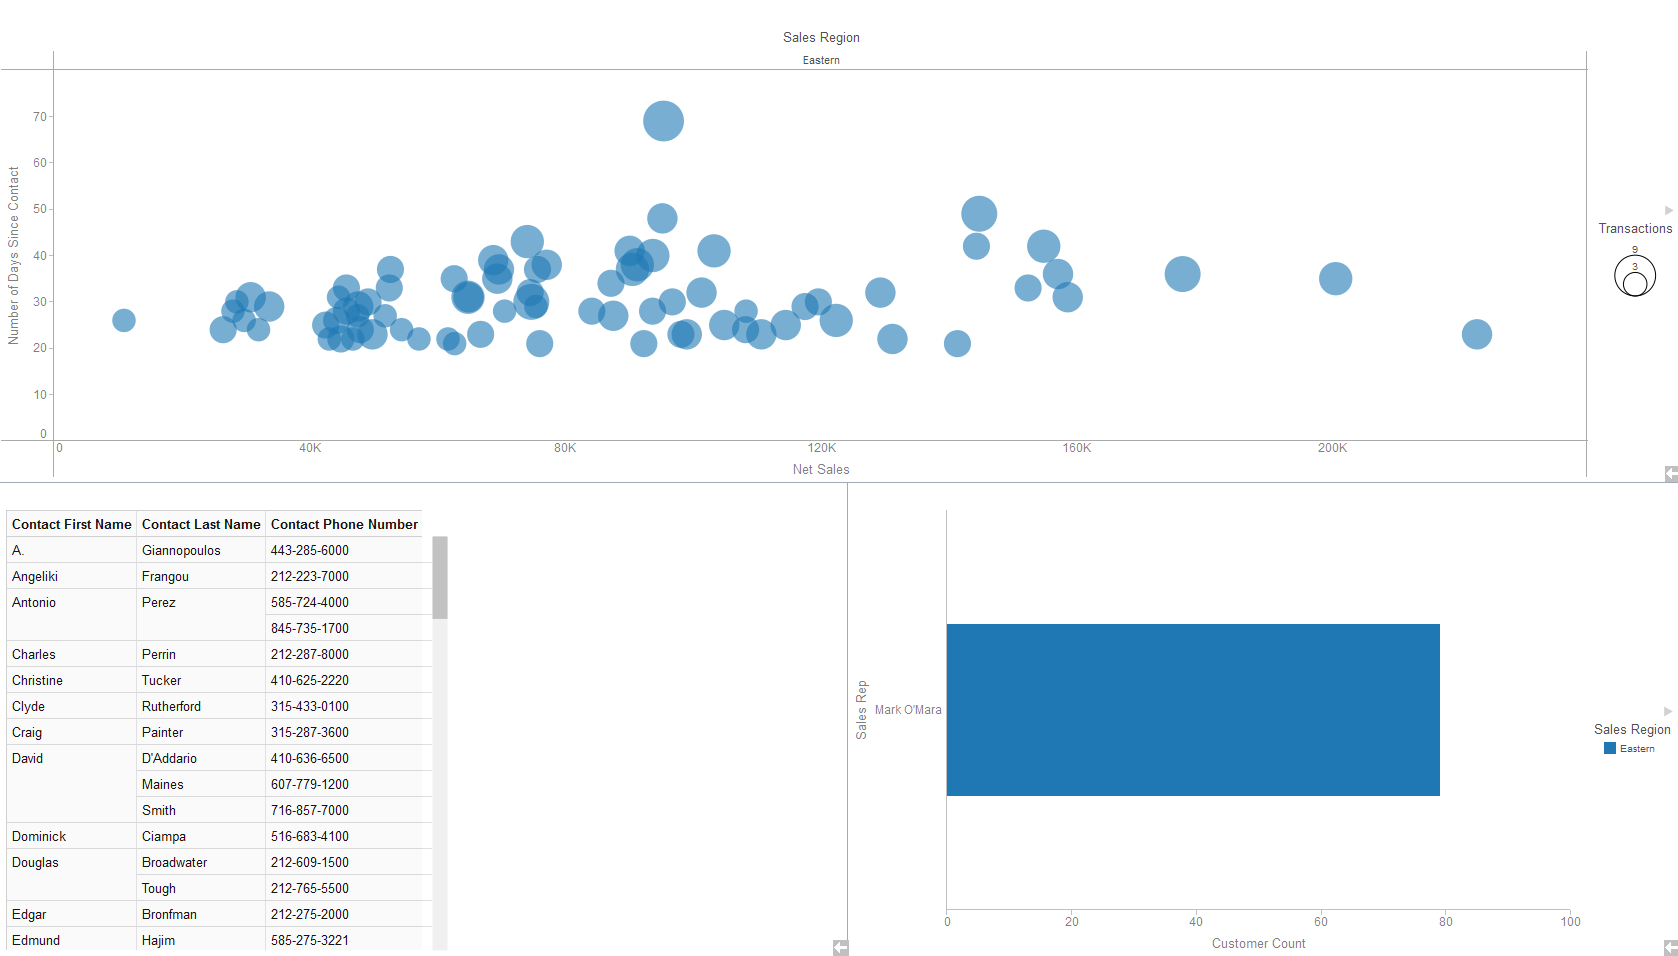 Sales Region
Eastern
Number of Days Since Contact
70
60
50
40
30
20
10
0
0 40K 80K 120K 160K 200K
Net Sales
Transactions
9
3
Contact First Name Contact Last Name Contact Phone Number
A. Giannopoulos 443-285-6000
Angeliki Frangou 212-223-7000
Antonio Perez 585-724-4000
845-735-1700
Charles Perrin 212-287-8000
Christine Tucker 410-625-2220
Clyde Rutherford 315-433-0100
Craig Painter 315-287-3600
David D'Addario 410-636-6500
Maines 607-779-1200
Smith 716-857-7000
Dominick Ciampa 516-683-4100
Douglas Broadwater 212-609-1500
Tough 212-765-5500
Edgar Bronfman 212-275-2000
Edmund Hajim 585-275-3221
Sales Rep
Mark O'Mara
0 20 40 60 80 100
Customer Count
Sales Region
Eastern